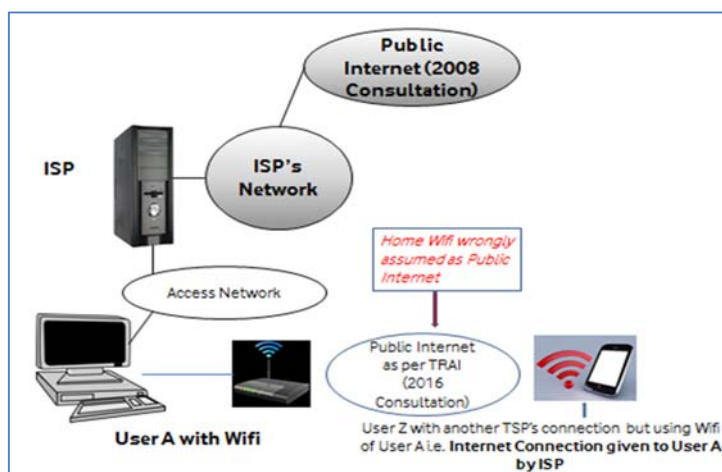 Public
Internet (2008
Consultation)
ISP
ISP's
Network
Home Wifi wrongly
assumed as Public
Internet
Access Network
Public Internet
as per TRAI
(2016
Consultation)
User A with Wifi
User Z with another TSP's connection but using Wifi
of User A i.e. Internet Connection given to User A
by ISP